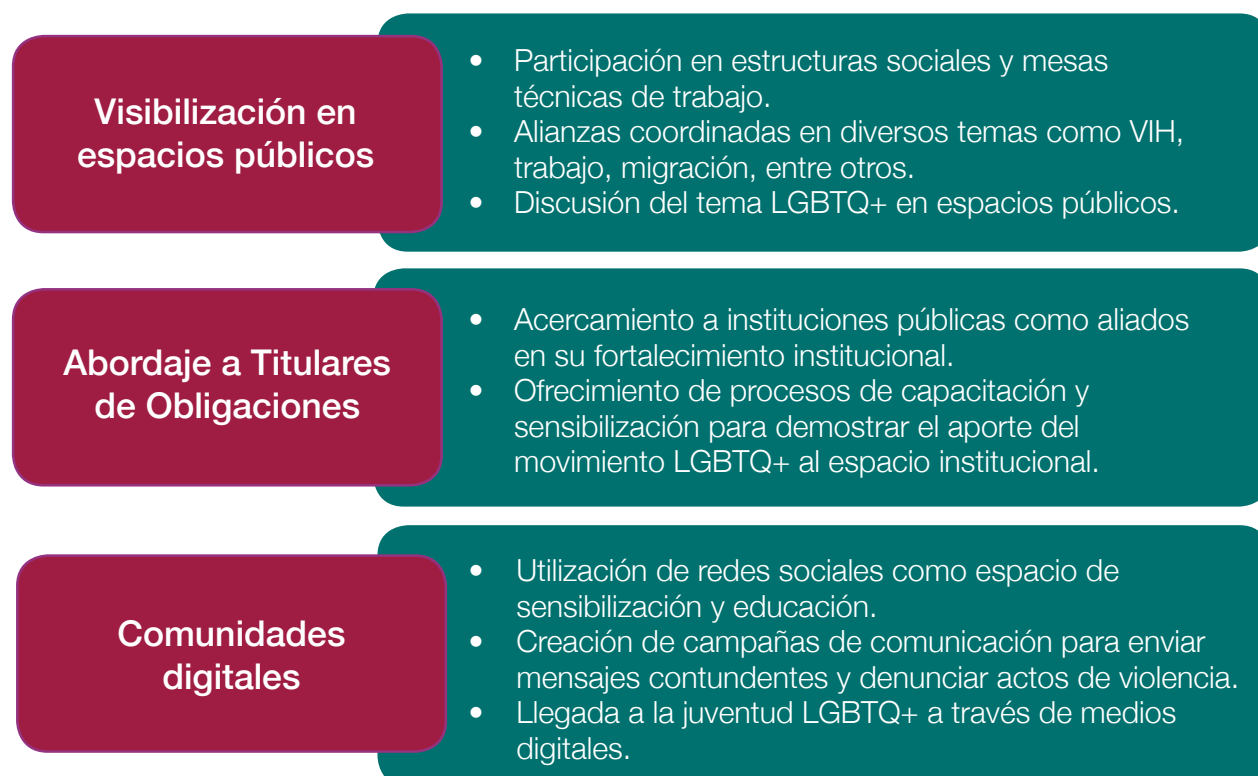 Visibilización en
espacios públicos
• Participación en estructuras sociales y mesas
técnicas de trabajo.
• Alianzas coordinadas en diversos temas como VIH,
trabajo, migración, entre otros.
• Discusión del tema LGBTQ+ en espacios públicos.
Abordaje a Titulares
de Obligaciones
• Acercamiento a instituciones públicas como aliados
en su fortalecimiento institucional.
• Ofrecimiento de procesos de capacitación y
sensibilización para demostrar el aporte del
movimiento LGBTQ+ al espacio institucional.
Comunidades
digitales
• Utilización de redes sociales como espacio de
sensibilización y educación.
• Creación de campañas de comunicación para enviar
mensajes contundentes y denunciar actos de violencia.
• Llegada a la juventud LGBTQ+ a través de medios
digitales.